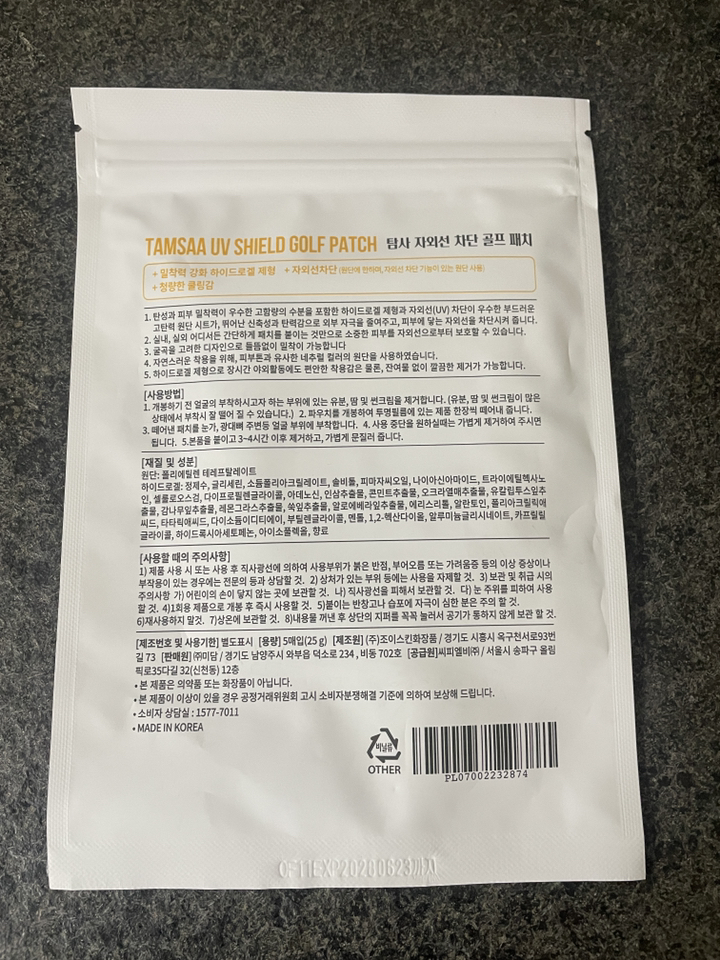 TAMSAA UV SHIELD GOLF PATCH 탐사 자외선 차단 골프 패치
+ 밀착력 강화 하이드로겔 제형 + 자외선차단 (원단에 한하며, 자외선 차단 기능이 있는 원단 사용)
+ 청량한 쿨링감
1. 탄성과 피부 밀착력이 우수한 고함량의 수분을 포함한 하이드로겔 제형과 자외선(UV) 차단이 우수한 부드러운
고탄력 원단 시트가, 뛰어난 신축성과 탄력감으로 외부 자극을 줄여주고, 피부에 닿는 자외선을 차단시켜 줍니다.
2. 실내, 실외 어디서든 간단하게 패치를 붙이는 것만으로 소중한 피부를 자외선으로부터 보호할 수 있습니다.
3. 굴곡을 고려한 디자인으로 들뜸없이 밀착이 가능합니다
4. 자연스러운 착용을 위해, 피부톤과 유사한 네추럴 컬러의 원단을 사용하였습니다.
5. 하이드로겔 제형으로 장시간 야외활동에도 편안한 착용감은 물론, 잔여물 없이 깔끔한 제거가 가능합니다.
[사용방법]
1. 개봉하기 전 얼굴의 부착하시고자 하는 부위에 있는 유분, 땀 및 썬크림을 제거합니다. (유분, 땀 및 썬크림이 많은
상태에서 부착시 잘 떨어 질 수 있습니다.) 2. 파우치를 개봉하여 투명필름에 있는 제품 한장씩 떼어내 줍니다.
3. 떼어낸 패치를 눈가, 광대뼈 주변등 얼굴 부위에 부착합니다. 4. 사용 중단을 원하실때는 가볍게 제거하여 주시면
됩니다. 5.본품을 붙이고 3~4시간 이후 제거하고, 가볍게 문질러 줍니다.
[재질 및 성분]
원단: 폴리에틸렌 테레프탈레이트
하이드로겔: 정제수, 글리세린, 소듐폴리아크릴레이트, 솔비톨, 피마자씨오일, 나이아신아마이드, 트라이에틸헥사노
인, 셀룰로오스검, 다이프로필렌글라이콜, 아데노신, 인삼추출물, 콘민트추출물, 오크라열매추출물, 유칼립투스잎추
출물, 감나무잎추출물, 레몬그라스추출물, 쑥잎추출물, 알로에베라잎추출물, 에리스리톨, 알란토인, 폴리아크릴릭애
씨드, 타타릭애씨드, 다이소듐이디티에이, 부틸렌글라이콜, 멘톨, 1,2-헥산다이올, 알루미늄글리시네이트, 카프릴릴
글라이콜, 하이드록시아세토페논, 아이소풀렉올, 향료
[사용할 때의 주의사항]
1) 제품 사용 시 또는 사용 후 직사광선에 의하여 사용부위가 붉은 반점, 부어오름 또는 가려움증 등의 이상 증상이나
부작용이 있는 경우에는 전문의 등과 상담할 것. 2) 상처가 있는 부위 등에는 사용을 자제할 것. 3) 보관 및 취급 시의
주의사항 가) 어린이의 손이 닿지 않는 곳에 보관할 것. 나) 직사광선을 피해서 보관할 것. 다) 눈 주위를 피하여 사용
할 것. 4)1회용 제품으로 개봉 후 즉시 사용할 것. 5)붙이는 반창고나 습포에 자극이 심한 분은 주의 할 것.
6)재사용하지 말것. 7)상온에 보관할 것. 8)내용물 꺼낸 후 상단의 지퍼를 꼭꼭 눌러서 공기가 통하지 않게 보관 할 것.
[제조번호 및 사용기한] 별도표시 [용량] 5매입(25 g) [제조원] (주)조이스킨화장품 / 경기도 시흥시 옥구천서로93번
길 73 [판매원] ㈜미담 / 경기도 남양주시 와부읍 덕소로 234 , 비동 702호 [공급원]씨피엘비㈜ / 서울시 송파구 올림
픽로35다길 32(신천동) 12층
• 본 제품은 의약품 또는 화장품이 아닙니다.
• 본 제품이 이상이 있을 경우 공정거래위원회 고시 소비자분쟁해결 기준에 의하여 보상해 드립니다.
• 소비자 상담실 : 1577-7011
• MADE IN KOREA
비닐류
OTHER
PL07002232874